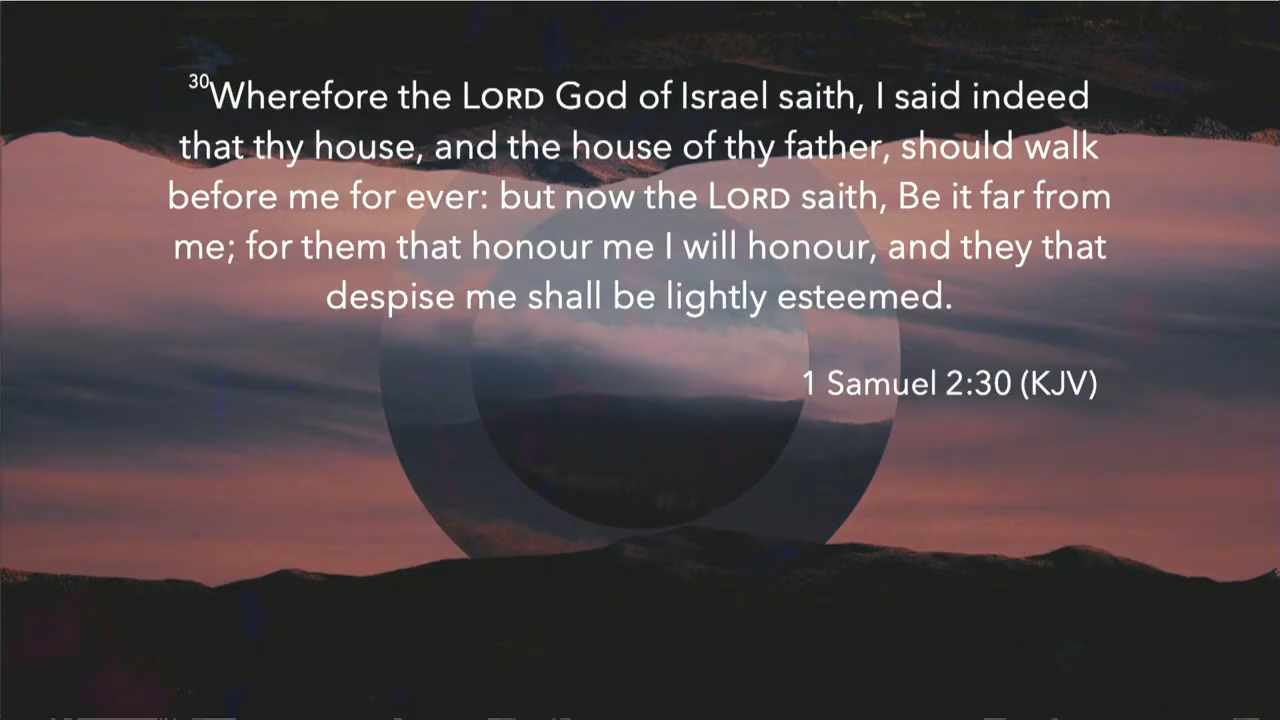 30Wherefore the LORD God of Israel saith, I said indeed
that thy house, and the house of thy father, should walk
before me for ever: but now the LORD saith, Be it far from
me; for them that honour me I will honour, and they that
despise me shall be lightly esteemed.
1 Samuel 2:30 (KJV)